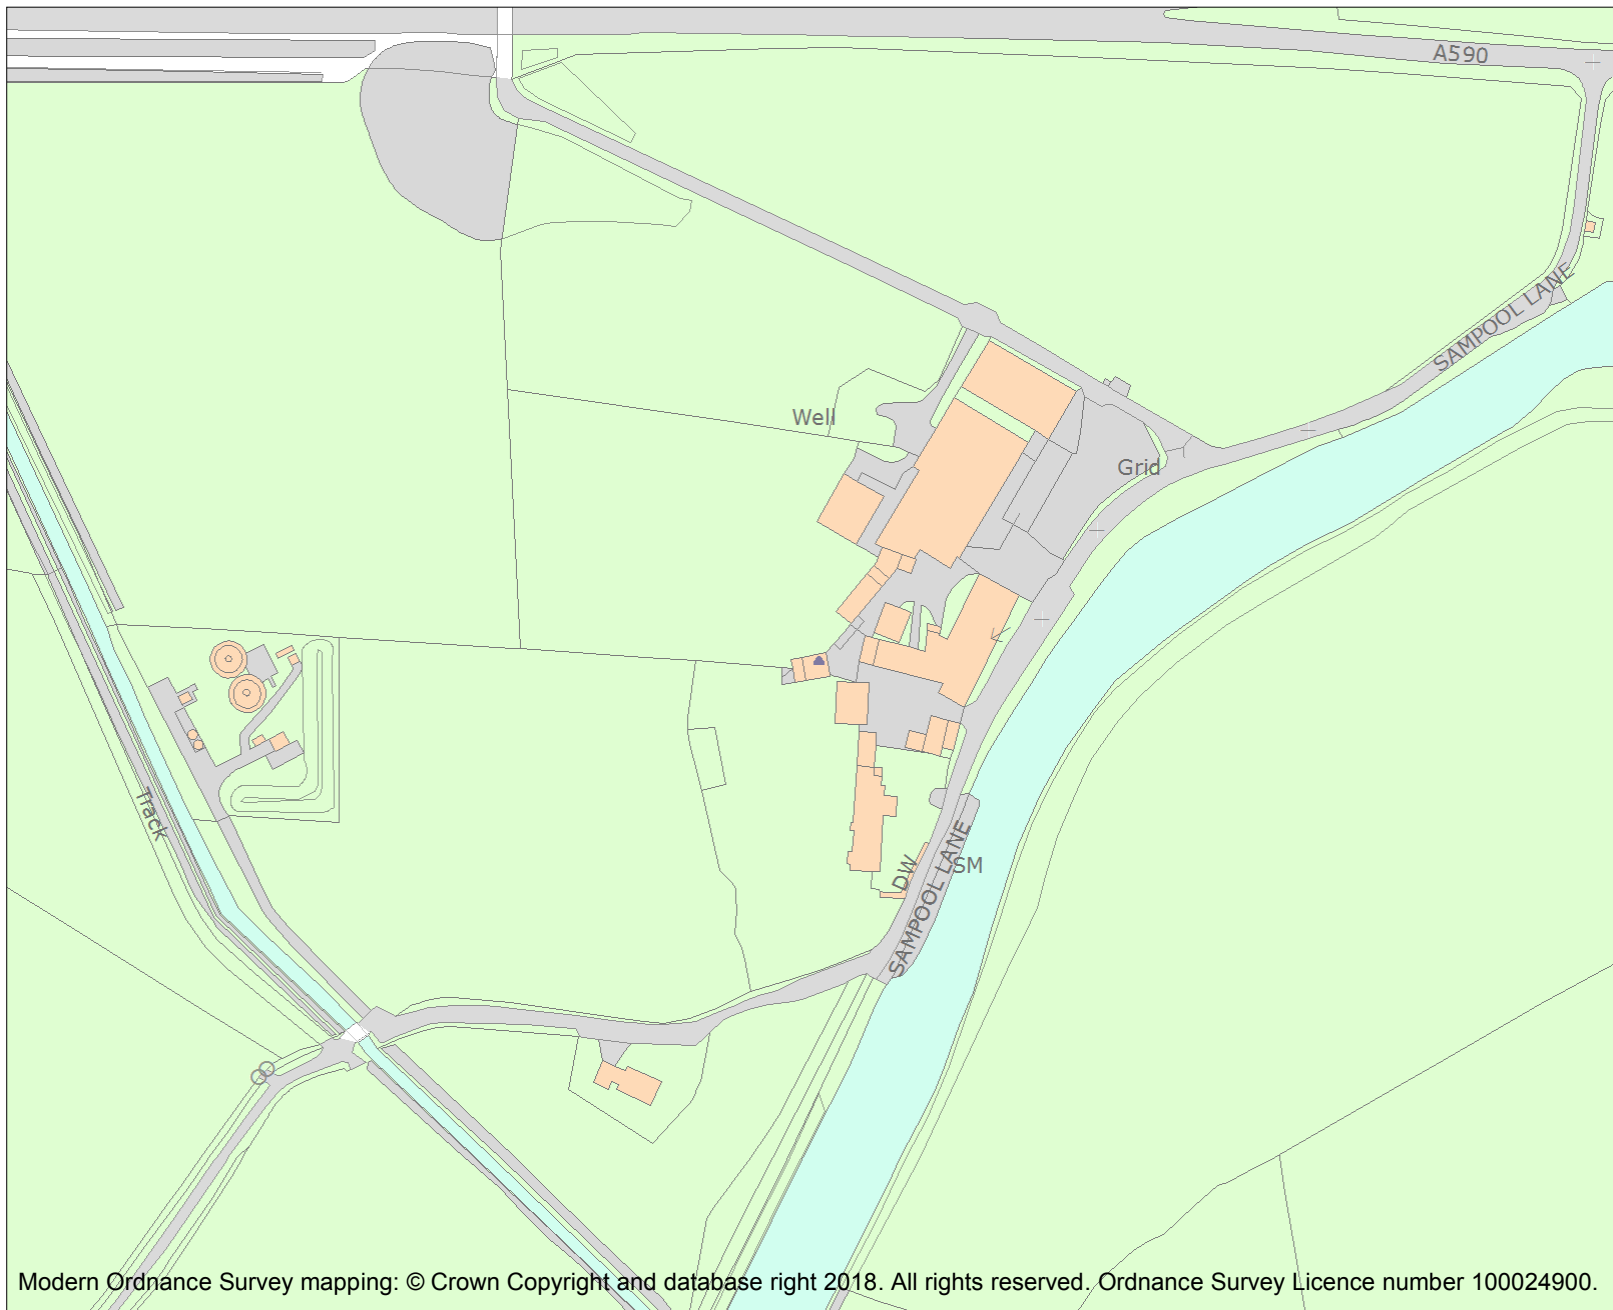 A590
SAMPOOL LANE
Well
Grid
Track
DW
SAMPOOL LANE
SM
Modern Ordnance Survey mapping: © Crown Copyright and database right 2018. All rights reserved. Ordnance Survey Licence number 100024900.